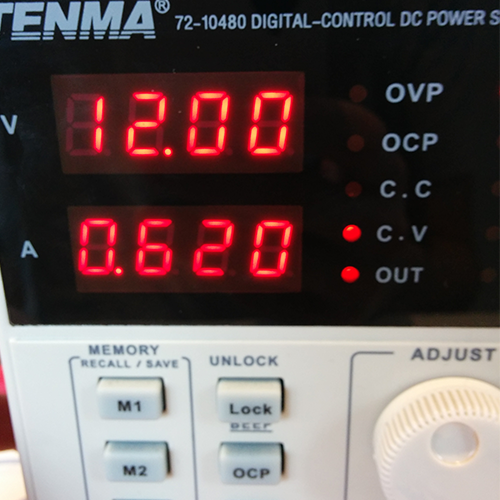 TENMA® 72-10480 DIGITAL-CONTROL DC POWER S
V 12.00 OVP
OCP
C.C
A 0.620 C.V
OUT
MEMORY UNLOCK ADJUST
RECALL / SAVE
M1 Lock
BEEP
M2 OCP